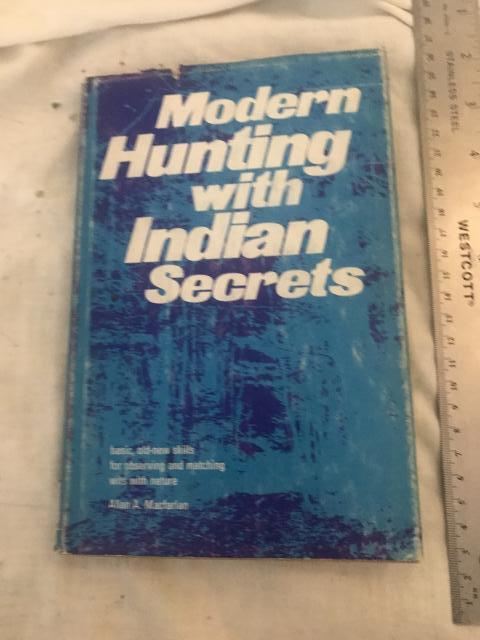 Modern
Hunting
with
Indian
Secrets
basic, old-new skills
for observing and matching
wits with nature
Allan A. Macfarlan
STAINLESS STEEL
WESTCOTT®